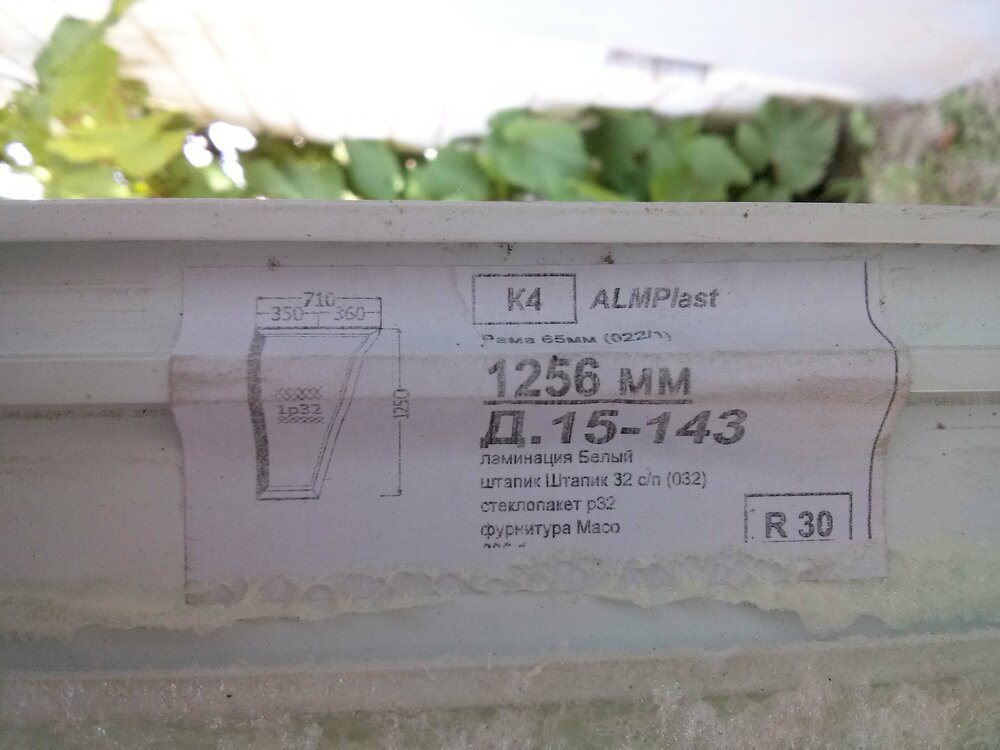 710
350 360
1р32
1250
К4 ALMPlast
Рама 65мм (022/1)
1256 мм
Д.15-143
ламинация Белый
штапик Штапик 32 с/п (032)
стеклопакет р32
фурнитура Масо
R 30